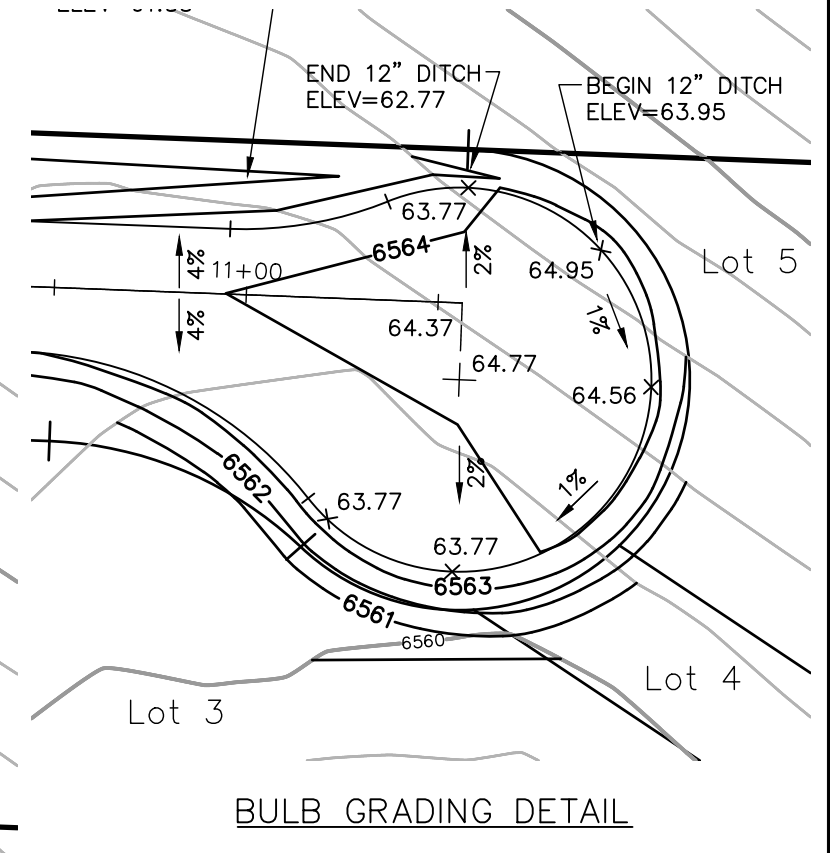 END 12" DITCH
ELEV=62.77
BEGIN 12" DITCH
ELEV=63.95
63.77
6564
2%
4%
11+00
64.95
Lot 5
4%
64.37
1%
64.77
64.56
6562
63.77
2%
1%
63.77
6563
6561
6560
Lot 4
Lot 3
BULB GRADING DETAIL